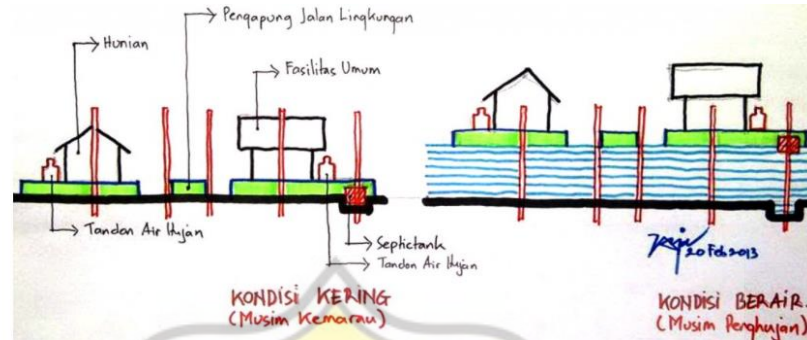 Pengapung Jalan Lingkungan
Hunian
Fasilitas Umum
Tandon Air Hujan
Septictank
Tandon Air Hujan
KONDISI KERING
(Musim Kemarau)
20 Feb 2013
KONDISI BERAIR.
(Musim Penghujan)